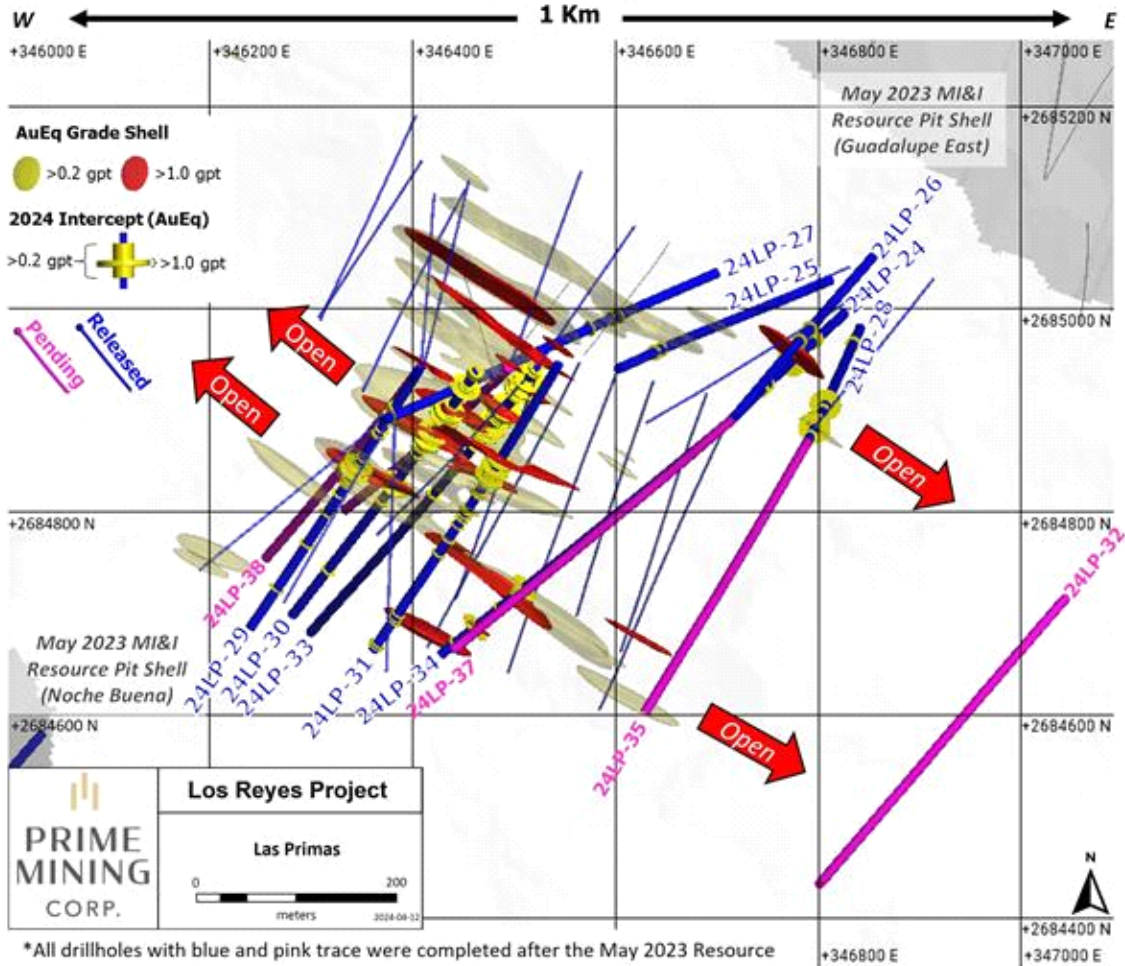 W 1 Km E
+346000 E +346200 E +346400 E +346600 E +346800 E +347000 E
May 2023 MI&I
Resource Pit Shell
(Guadalupe East)
+2685200 N
AuEq Grade Shell
>0.2 gpt >1.0 gpt
2024 Intercept (AuEq)
>0.2 gpt >1.0 gpt
Pending
Released
24LP-27
24LP-25
24LP-26
24LP-24
24LP-28
+2685000 N
Open
Open
Open
+2684800 N
+2684800 N
24LP-32
24LP-38
24LP-29
24LP-30
24LP-33
24LP-31
24LP-34
24LP-37
24LP-35
May 2023 MI&I
Resource Pit Shell
(Noche Buena)
+2684600 N
+2684600 N
Open
PRIME
MINING
CORP.
Los Reyes Project
Las Primas
0 200
meters
2024-04-12
N
+2684400 N
*All drillholes with blue and pink trace were completed after the May 2023 Resource
+346800 E +347000 E